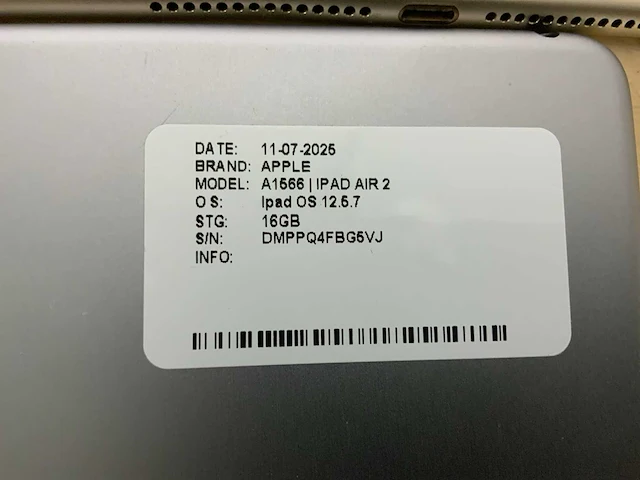 DATE: 11-07-2025
BRAND: APPLE
MODEL: A1566 | IPAD AIR 2
O S: Ipad OS 12.5.7
STG: 16GB
S/N: DMPPQ4FBG5VJ
INFO: